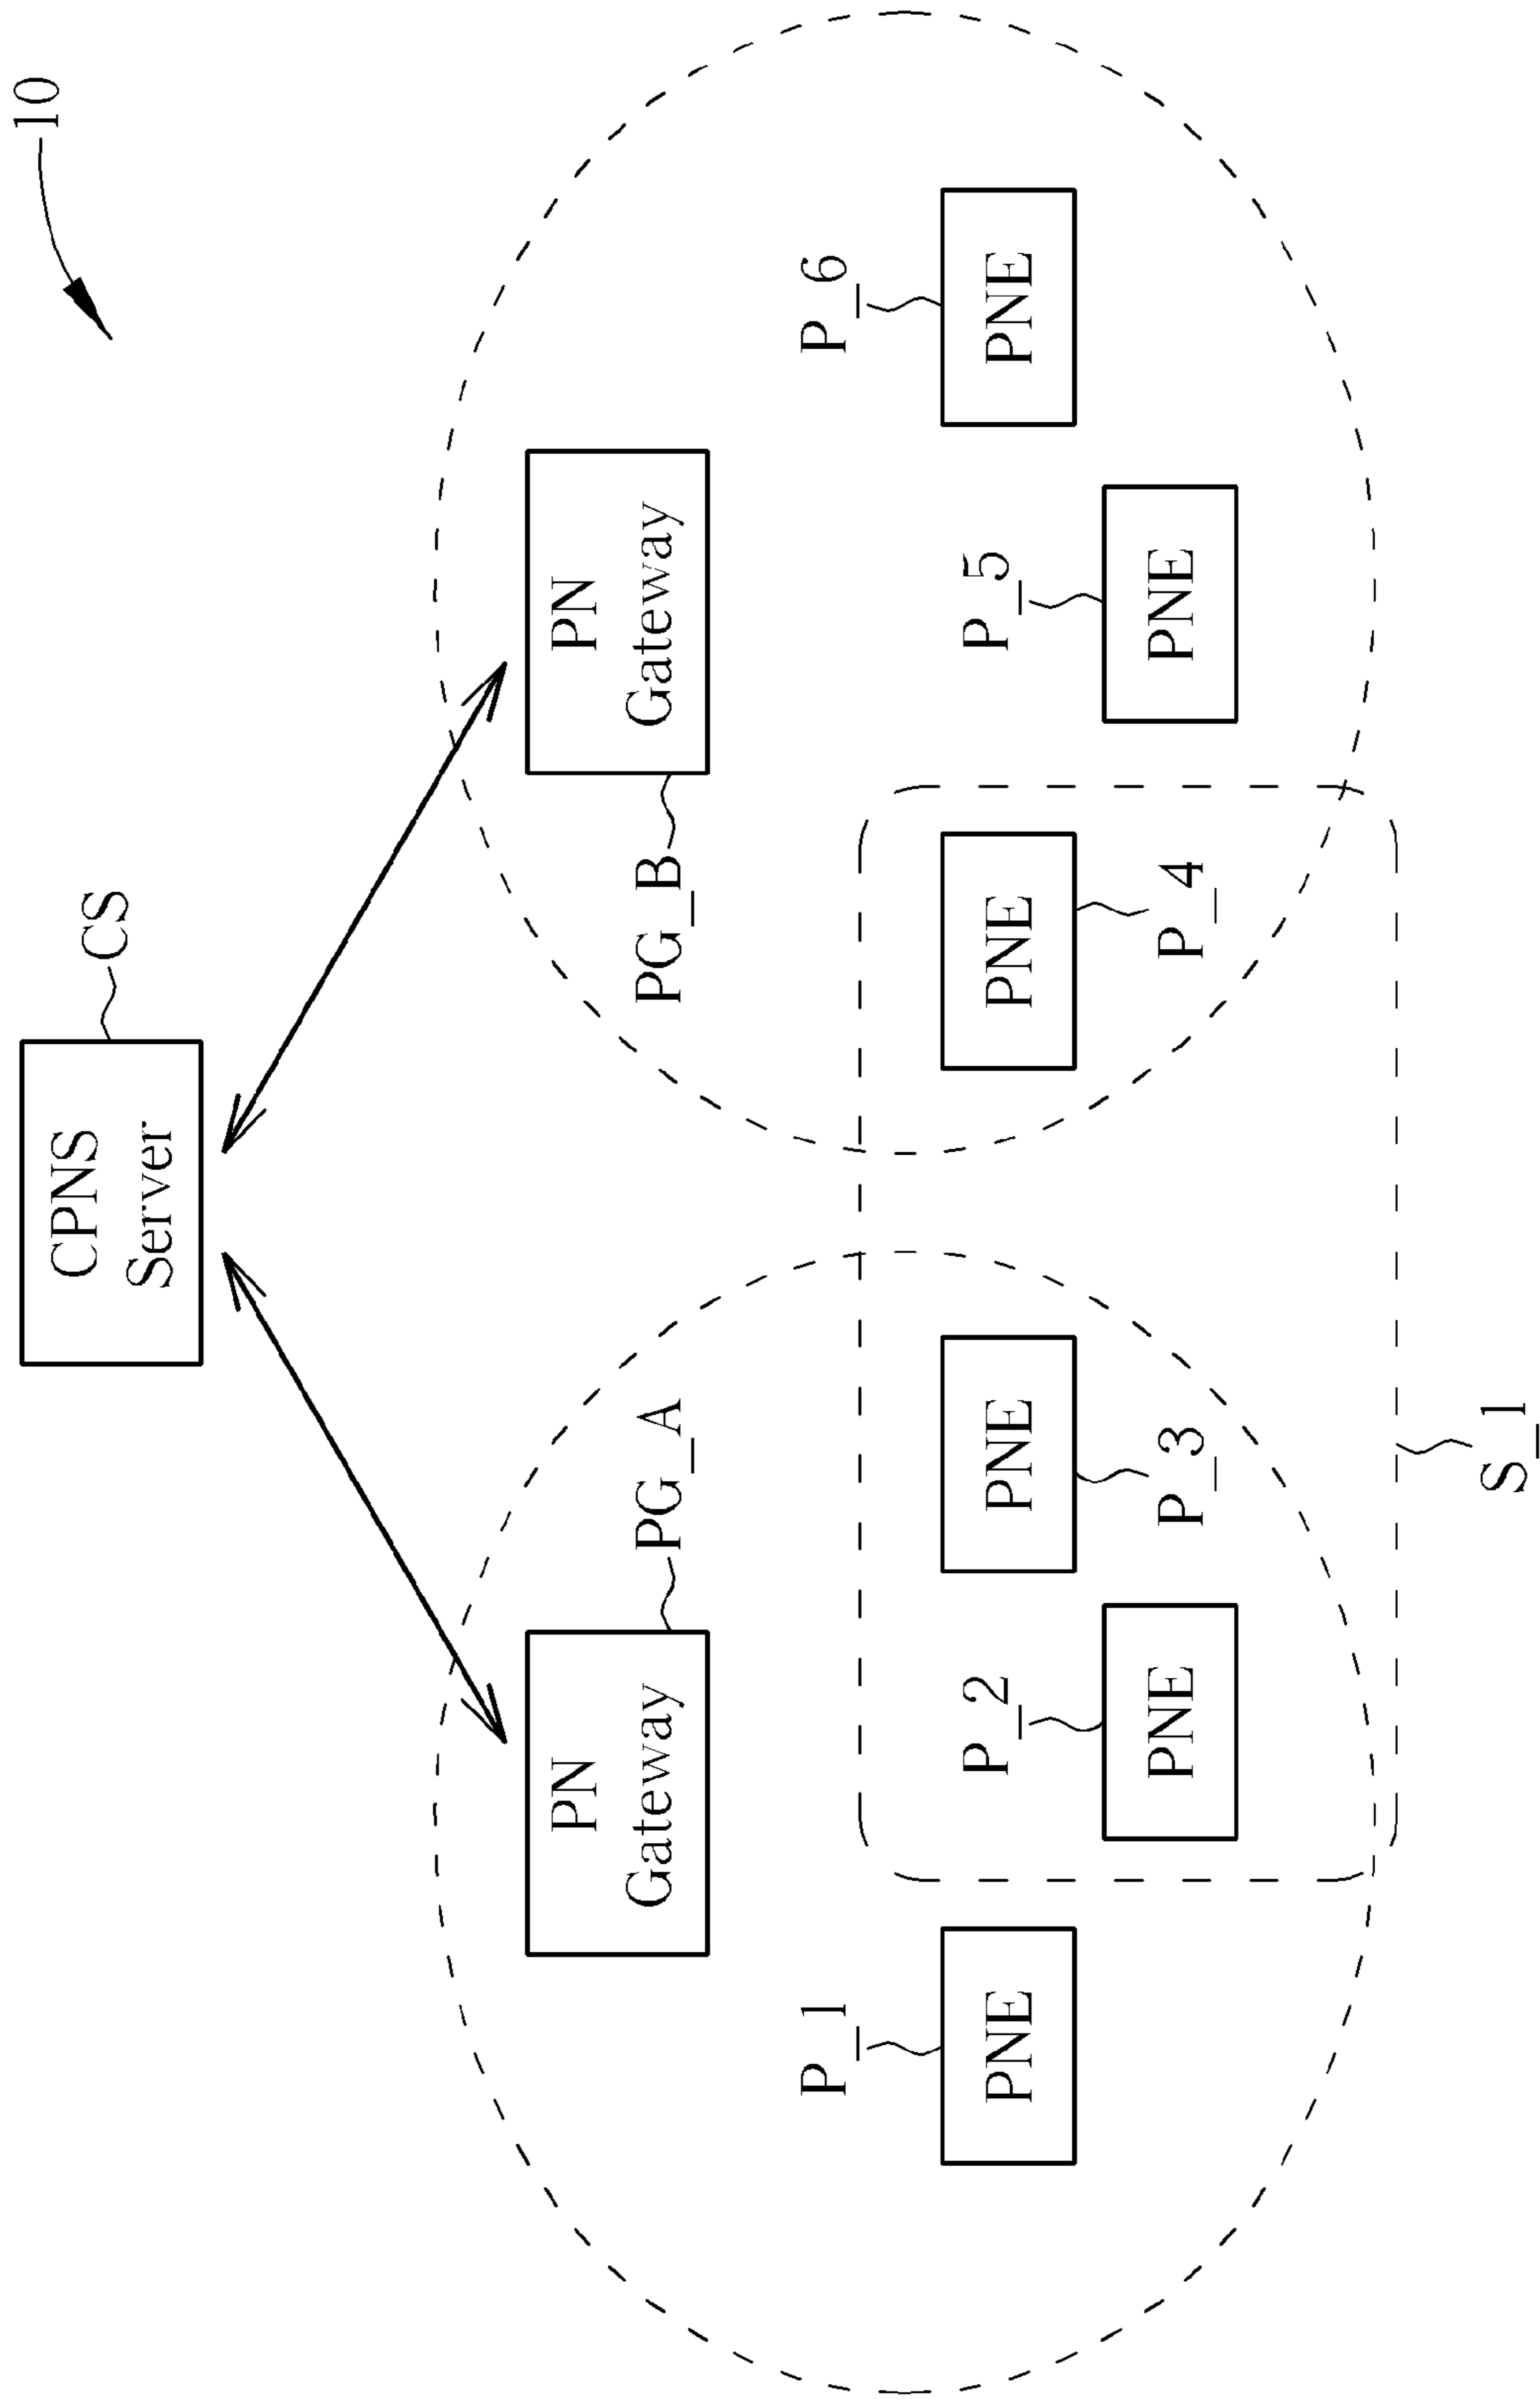 10
CPNS
Server
CS
PN
Gateway
PG_A
PN
Gateway
PG_B
P_1
PNE
P_2
PNE
PNE
P_3
PNE
P_4
P_5
PNE
P_6
PNE
S_1